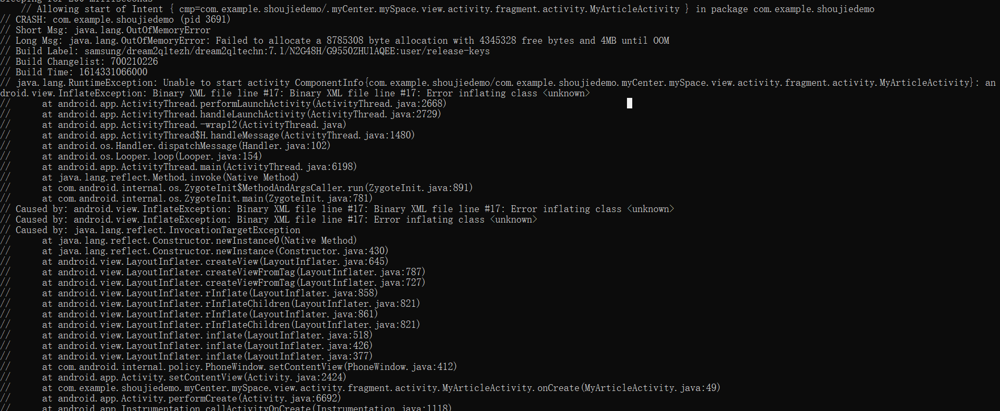 Sleeping for 200 milliseconds
// Allowing start of Intent { cmp=com.example.shoujiedemo/.myCenter.mySpace.view.activity.fragment.activity.MyArticleActivity } in package com.example.shoujiedemo
// CRASH: com.example.shoujiedemo (pid 3691)
// Short Msg: java.lang.OutOfMemoryError
// Long Msg: java.lang.OutOfMemoryError: Failed to allocate a 8785308 byte allocation with 4345328 free bytes and 4MB until OOM
// Build Label: samsung/dream2qltezh/dream2qltechn:7.1/N2G48H/G9550ZHU1AQEE:user/release-keys
// Build Changelist: 700210226
// Build Time: 1614331066000
// java.lang.RuntimeException: Unable to start activity ComponentInfo{com.example.shoujiedemo/com.example.shoujiedemo.myCenter.mySpace.view.activity.fragment.activity.MyArticleActivity}: an
droid.view.InflateException: Binary XML file line #17: Binary XML file line #17: Error inflating class <unknown>
// at android.app.ActivityThread.performLaunchActivity(ActivityThread.java:2668)
// at android.app.ActivityThread.handleLaunchActivity(ActivityThread.java:2729)
// at android.app.ActivityThread.-wrap12(ActivityThread.java)
// at android.app.ActivityThread$H.handleMessage(ActivityThread.java:1480)
// at android.os.Handler.dispatchMessage(Handler.java:102)
// at android.os.Looper.loop(Looper.java:154)
// at android.app.ActivityThread.main(ActivityThread.java:6198)
// at java.lang.reflect.Method.invoke(Native Method)
// at com.android.internal.os.ZygoteInit$MethodAndArgsCaller.run(ZygoteInit.java:891)
// at com.android.internal.os.ZygoteInit.main(ZygoteInit.java:781)
// Caused by: android.view.InflateException: Binary XML file line #17: Binary XML file line #17: Error inflating class <unknown>
// Caused by: android.view.InflateException: Binary XML file line #17: Error inflating class <unknown>
// Caused by: java.lang.reflect.InvocationTargetException
// at java.lang.reflect.Constructor.newInstance0(Native Method)
// at java.lang.reflect.Constructor.newInstance(Constructor.java:430)
// at android.view.LayoutInflater.createView(LayoutInflater.java:645)
// at android.view.LayoutInflater.createViewFromTag(LayoutInflater.java:787)
// at android.view.LayoutInflater.createViewFromTag(LayoutInflater.java:727)
// at android.view.LayoutInflater.rInflate(LayoutInflater.java:858)
// at android.view.LayoutInflater.rInflateChildren(LayoutInflater.java:821)
// at android.view.LayoutInflater.rInflate(LayoutInflater.java:861)
// at android.view.LayoutInflater.rInflateChildren(LayoutInflater.java:821)
// at android.view.LayoutInflater.inflate(LayoutInflater.java:518)
// at android.view.LayoutInflater.inflate(LayoutInflater.java:426)
// at android.view.LayoutInflater.inflate(LayoutInflater.java:377)
// at com.android.internal.policy.PhoneWindow.setContentView(PhoneWindow.java:412)
// at android.app.Activity.setContentView(Activity.java:2424)
// at com.example.shoujiedemo.myCenter.mySpace.view.activity.fragment.activity.MyArticleActivity.onCreate(MyArticleActivity.java:49)
// at android.app.Activity.performCreate(Activity.java:6692)
// at android.app.Instrumentation.callActivityOnCreate(Instrumentation.java:1118)